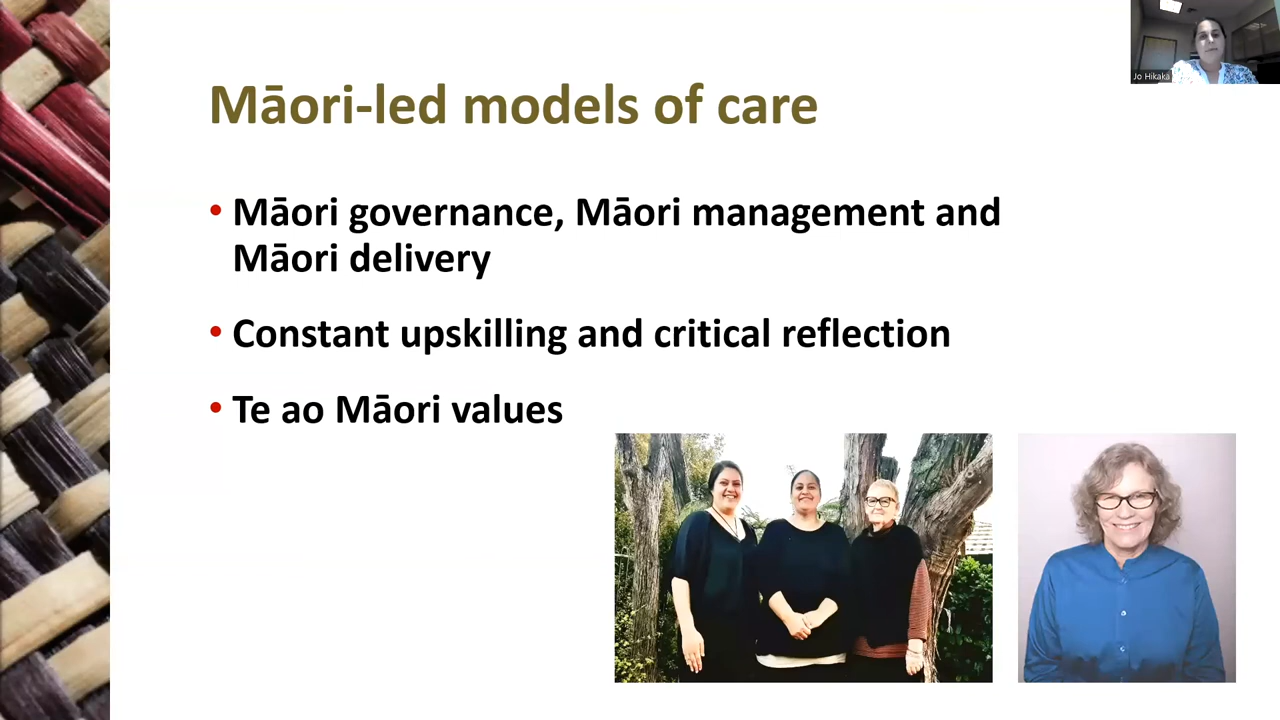 Jo Hikaka
Māori-led models of care
• Māori governance, Māori management and
Māori delivery
• Constant upskilling and critical reflection
• Te ao Māori values